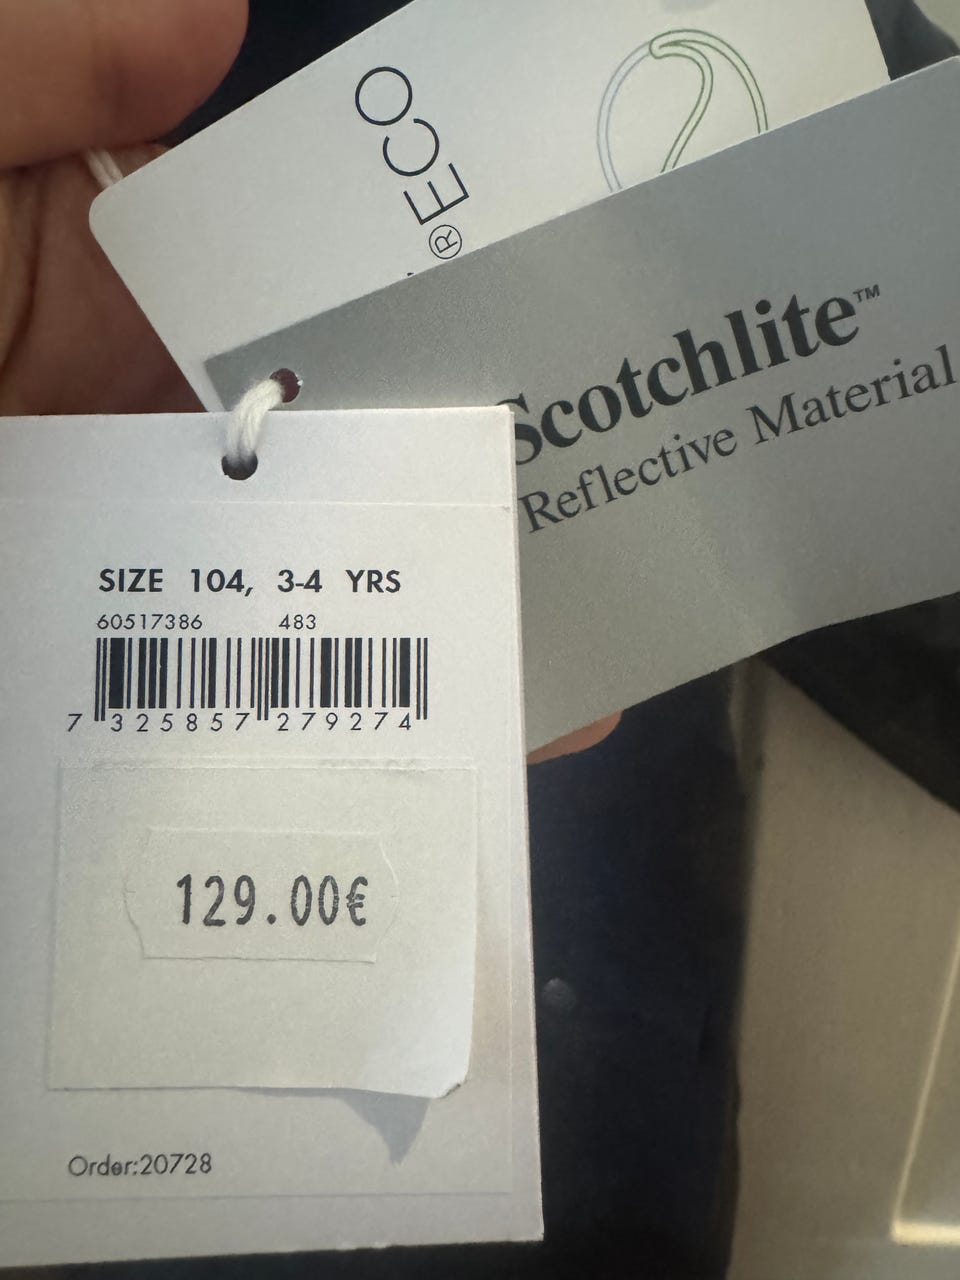 ®ECO
Scotchlite™
Reflective Material
SIZE 104, 3-4 YRS
60517386 483
7 325857 279274
129.00€
Order:20728